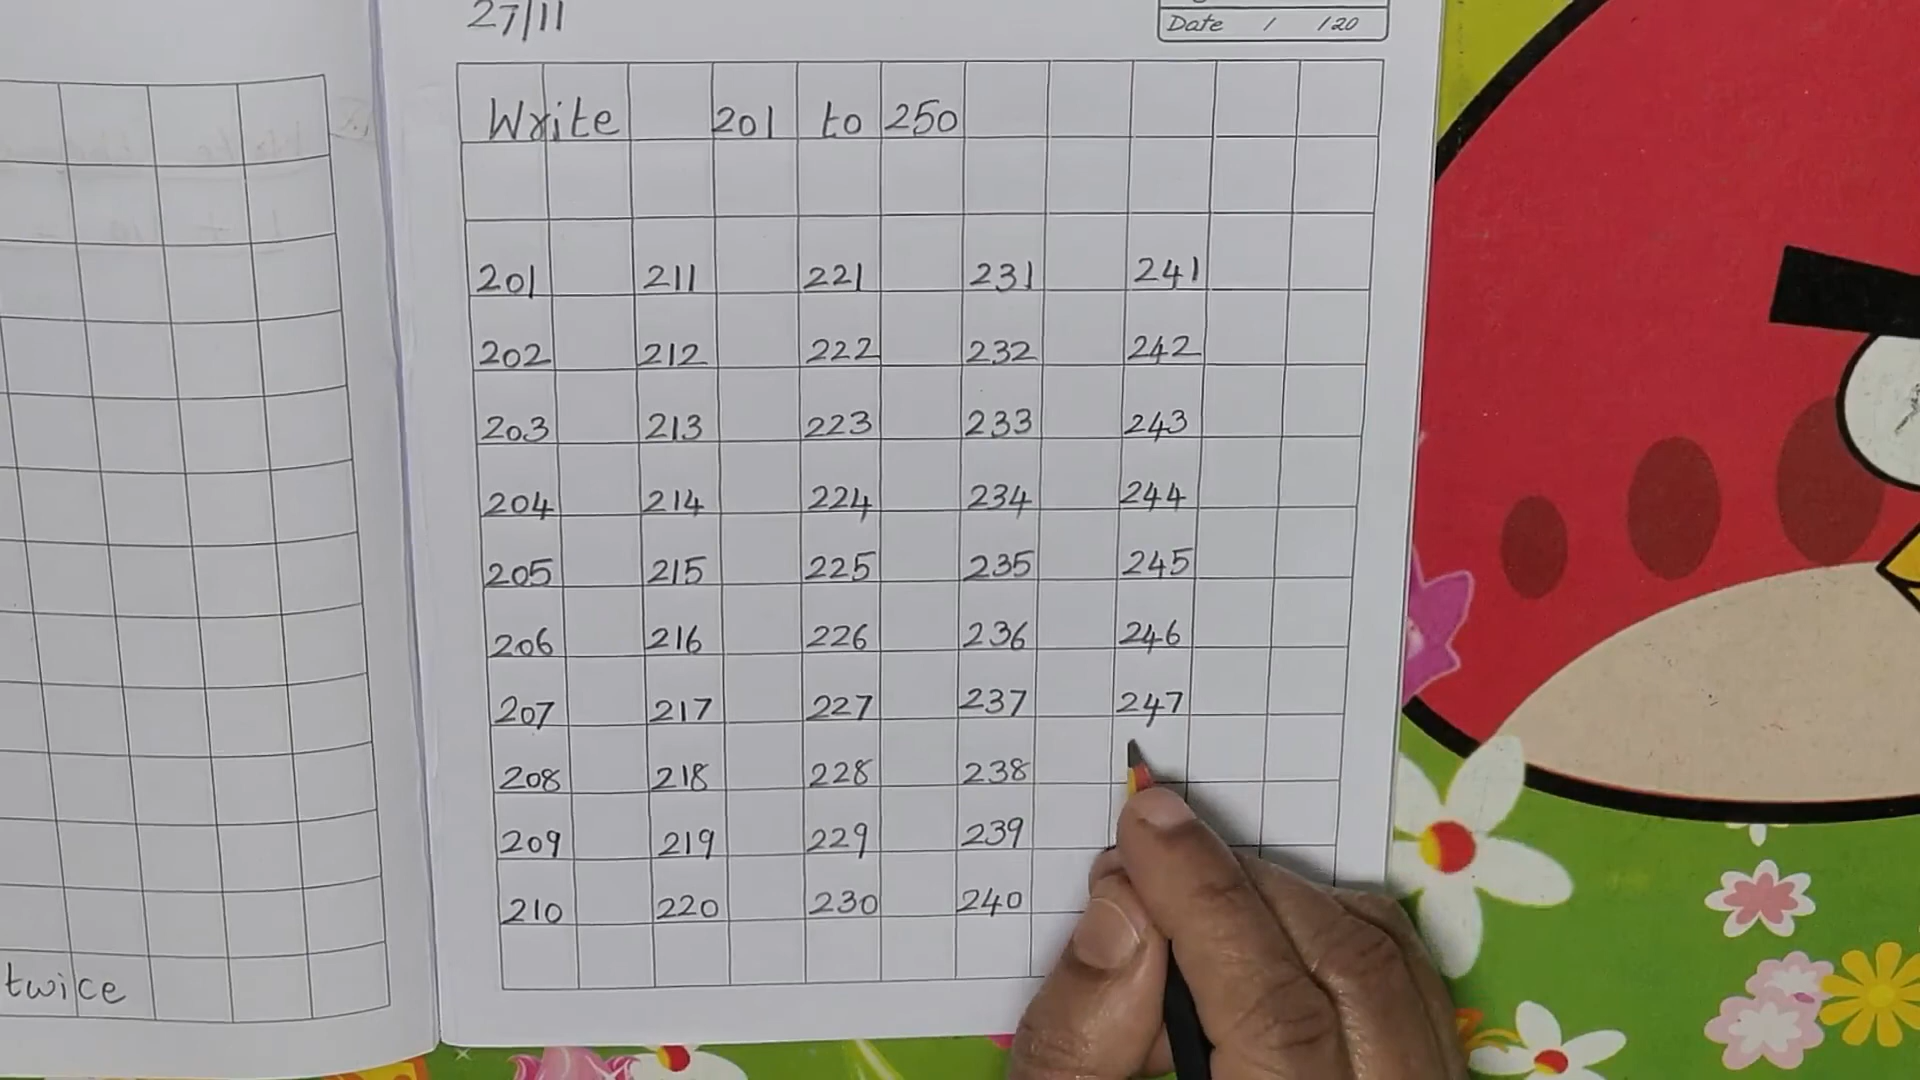 27/11
Date / /20
Write 201 to 250
201 211 221 231 241
202 212 222 232 242
203 213 223 233 243
204 214 224 234 244
205 215 225 235 245
206 216 226 236 246
207 217 227 237 247
208 218 228 238
209 219 229 239
210 220 230 240
twice